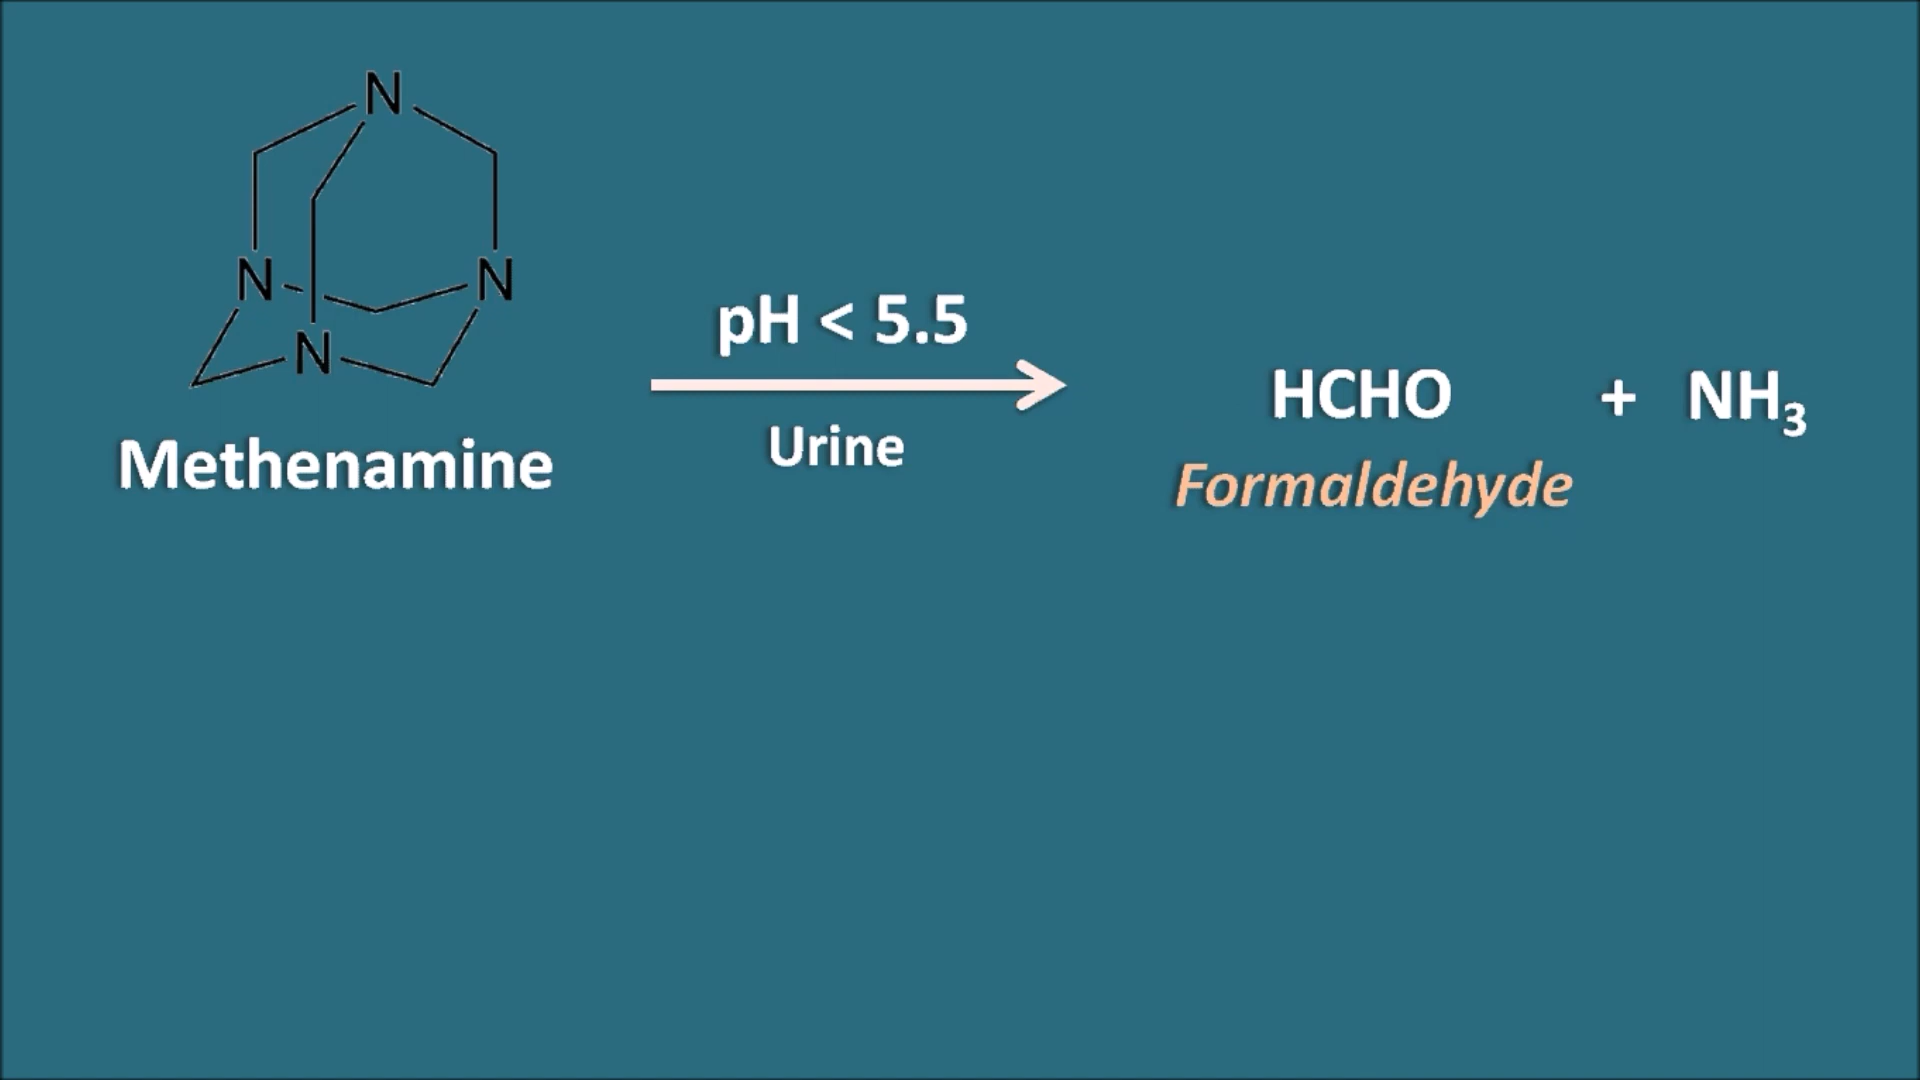 N
N N
N
Methenamine
pH < 5.5
Urine
HCHO + NH₃
Formaldehyde